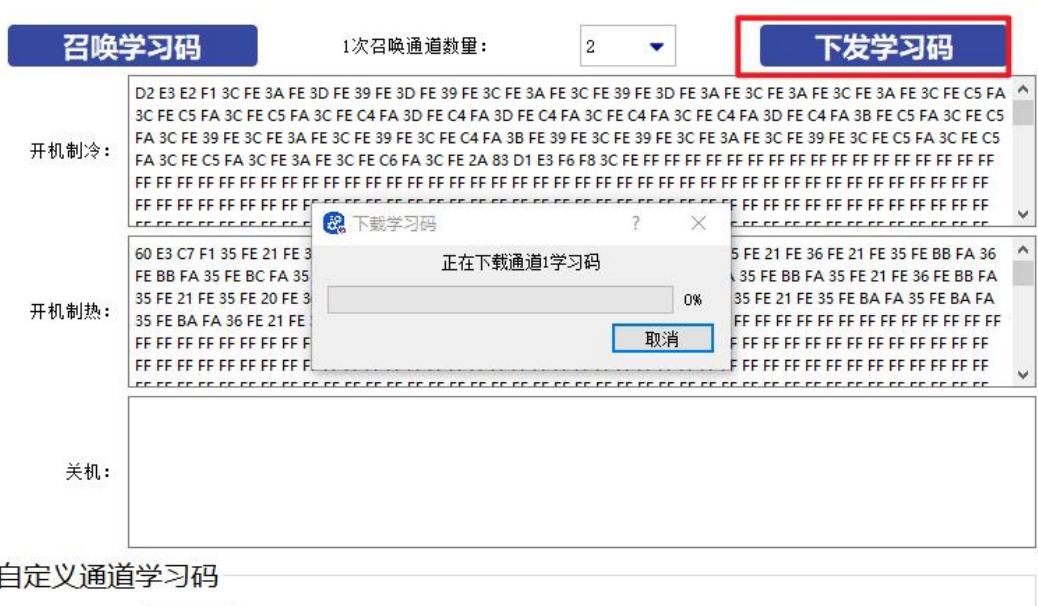 召唤学习码
1次召唤通道数量：
2
下发学习码
开机制冷：
D2 E3 E2 F1 3C FE 3A FE 3D FE 39 FE 3D FE 39 FE 3C FE 3A FE 3C FE 39 FE 3D FE 3A FE 3C FE 3A FE 3C FE 3A FE 3C FE C5 FA
3C FE C5 FA 3C FE C5 FA 3C FE C4 FA 3D FE C4 FA 3D FE C4 FA 3C FE C4 FA 3C FE C4 FA 3D FE C4 FA 3B FE C5 FA 3C FE C5
FA 3C FE 39 FE 3C FE 3A FE 3C FE 39 FE 3C FE C4 FA 3B FE 39 FE 3C FE 39 FE 3C FE 3A FE 3C FE 39 FE 3C FE C5 FA 3C FE C5
FA 3C FE C5 FA 3C FE 3A FE 3C FE C6 FA 3C FE 2A 83 D1 E3 F6 F8 3C FE FF FF FF FF FF FF FF FF FF FF FF FF FF FF FF FF FF
FF FF FF FF FF FF FF FF FF FF FF FF FF FF FF FF FF FF FF FF FF FF FF FF FF FF FF FF FF FF FF FF FF FF FF FF FF FF FF FF FF
FF FF FF FF FF FF FF FF
FF FF FF FF FF FF FF FF FF FF FF FF
下载学习码
?
正在下载通道1学习码
0%
取消
开机制热：
60 E3 C7 F1 35 FE 21 FE
5 FE 21 FE 36 FE 21 FE 35 FE BB FA 36
FE BB FA 35 FE BC FA 35
35 FE BB FA 35 FE 21 FE 36 FE BB FA
35 FE 21 FE 35 FE 20 FE
35 FE 21 FE 35 FE BA FA 35 FE BA FA
35 FE BA FA 36 FE 21 FE
FF FF FF FF FF FF FF FF FF FF FF FF FF
FF FF FF FF FF FF FF FF
FF FF FF FF FF FF FF FF FF FF FF FF
FF FF FF FF FF FF FF FF
FF FF FF FF FF FF FF FF FF FF FF FF
关机：
自定义通道学习码